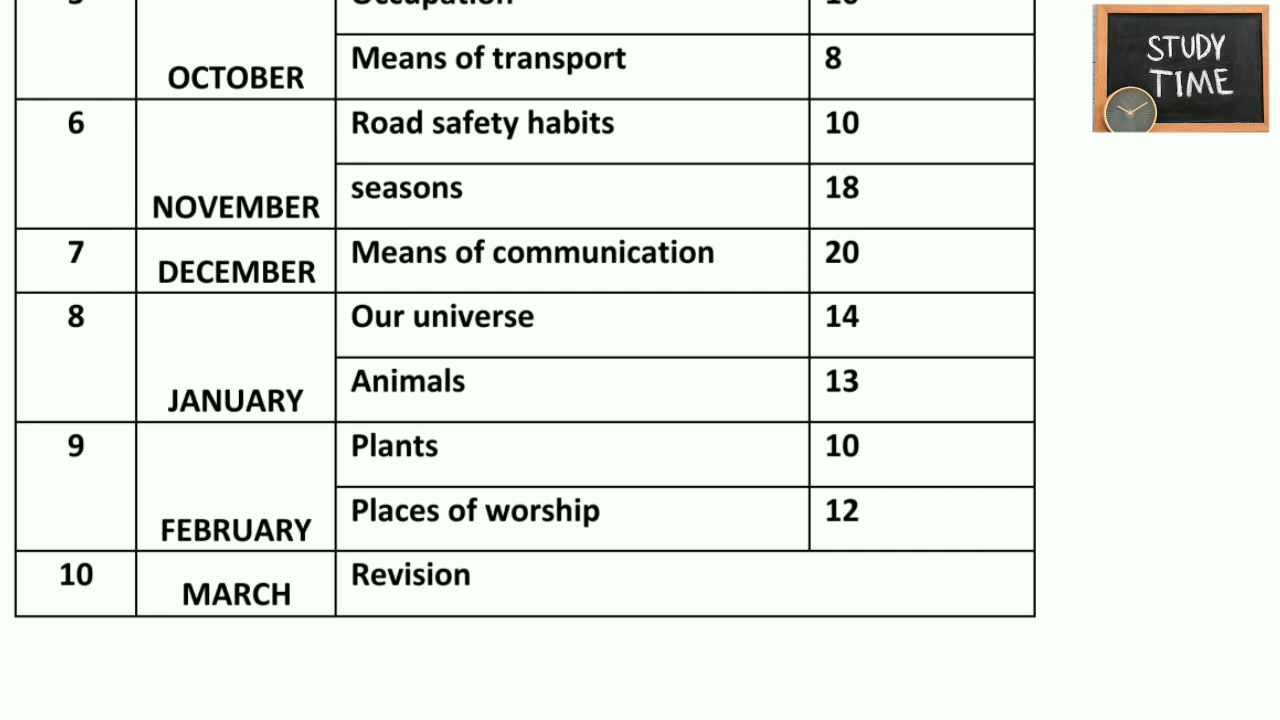 OCTOBER
Means of transport 8
6 Road safety habits 10
NOVEMBER
seasons 18
7 DECEMBER Means of communication 20
8 Our universe 14
JANUARY
Animals 13
9 Plants 10
FEBRUARY
Places of worship 12
10 MARCH Revision
STUDY
TIME